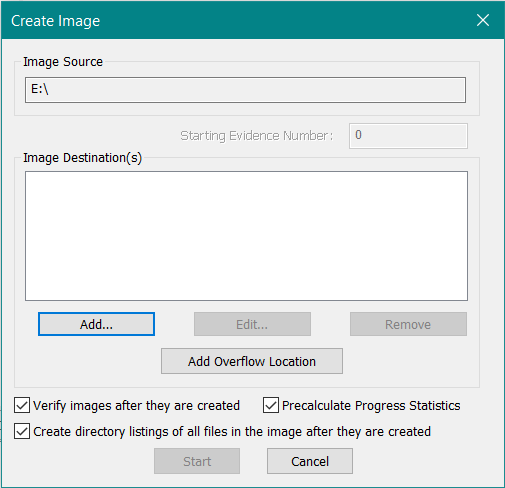 Create Image
Image Source
E:\
Starting Evidence Number: 0
Image Destination(s)
Add... Edit... Remove
Add Overflow Location
Verify images after they are created Precalculate Progress Statistics
Create directory listings of all files in the image after they are created
Start Cancel